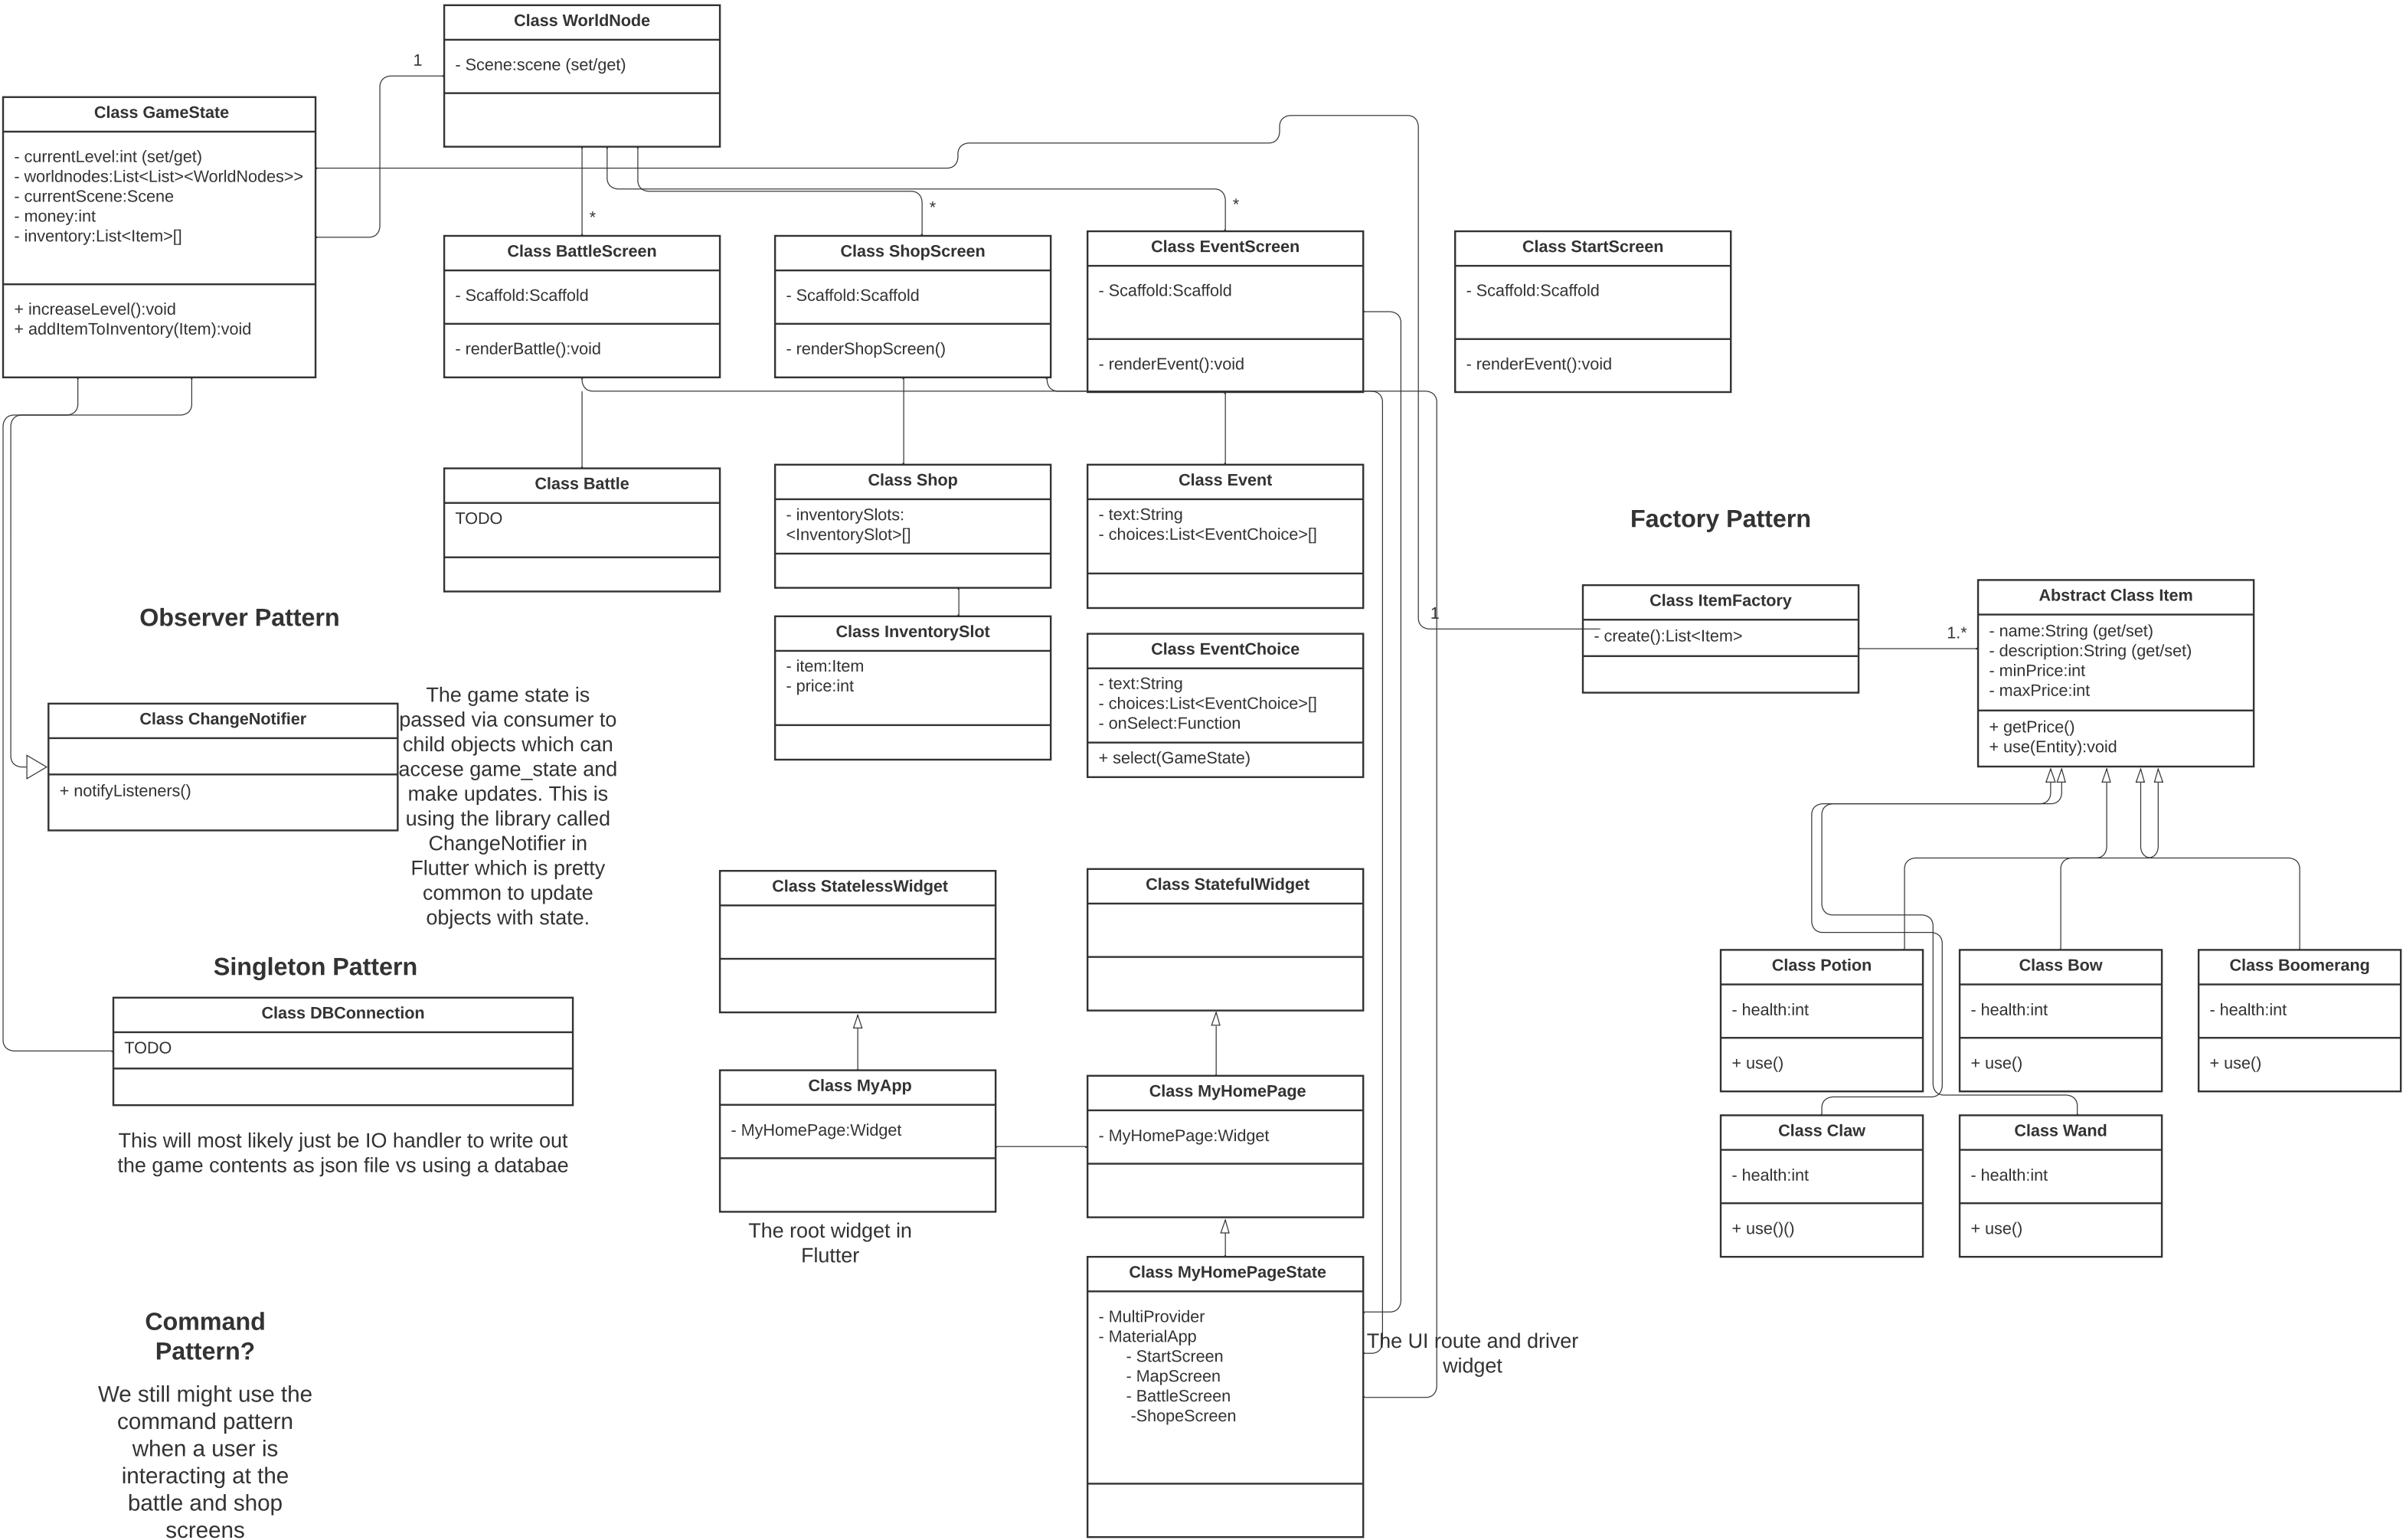 Class WorldNode
- Scene:scene (set/get)
1
Class GameState
- currentLevel:int (set/get)
- worldnodes:List<List><WorldNodes>>
- currentScene:Scene
- money:int
- inventory:List<Item>[]
+ increaseLevel():void
+ addItemToInventory(Item):void
*
*
*
Class BattleScreen
- Scaffold:Scaffold
- renderBattle():void
Class ShopScreen
- Scaffold:Scaffold
- renderShopScreen()
Class EventScreen
- Scaffold:Scaffold
- renderEvent():void
Class StartScreen
- Scaffold:Scaffold
- renderEvent():void
Class Battle
TODO
Class Shop
- inventorySlots:
<InventorySlot>[]
Class Event
- text:String
- choices:List<EventChoice>[]
Class InventorySlot
- item:Item
- price:int
Class EventChoice
- text:String
- choices:List<EventChoice>[]
- onSelect:Function
+ select(GameState)
Factory Pattern
1
Class ItemFactory
- create():List<Item>
1.*
Abstract Class Item
- name:String (get/set)
- description:String (get/set)
- minPrice:int
- maxPrice:int
+ getPrice()
+ use(Entity):void
Observer Pattern
Class ChangeNotifier
+ notifyListeners()
The game state is
passed via consumer to
child objects which can
accese game_state and
make updates. This is
using the library called
ChangeNotifier in
Flutter which is pretty
common to update
objects with state.
Singleton Pattern
Class DBConnection
TODO
This will most likely just be IO handler to write out
the game contents as json file vs using a databae
Class StatelessWidget
Class StatefulWidget
Class MyApp
- MyHomePage:Widget
The root widget in
Flutter
Class MyHomePage
- MyHomePage:Widget
Class MyHomePageState
- MultiProvider
- MaterialApp
- StartScreen
- MapScreen
- BattleScreen
-ShopeScreen
The UI route and driver
widget
Class Potion
- health:int
+ use()
Class Bow
- health:int
+ use()
Class Boomerang
- health:int
+ use()
Class Claw
- health:int
+ use()()
Class Wand
- health:int
+ use()
Command
Pattern?
We still might use the
command pattern
when a user is
interacting at the
battle and shop
screens